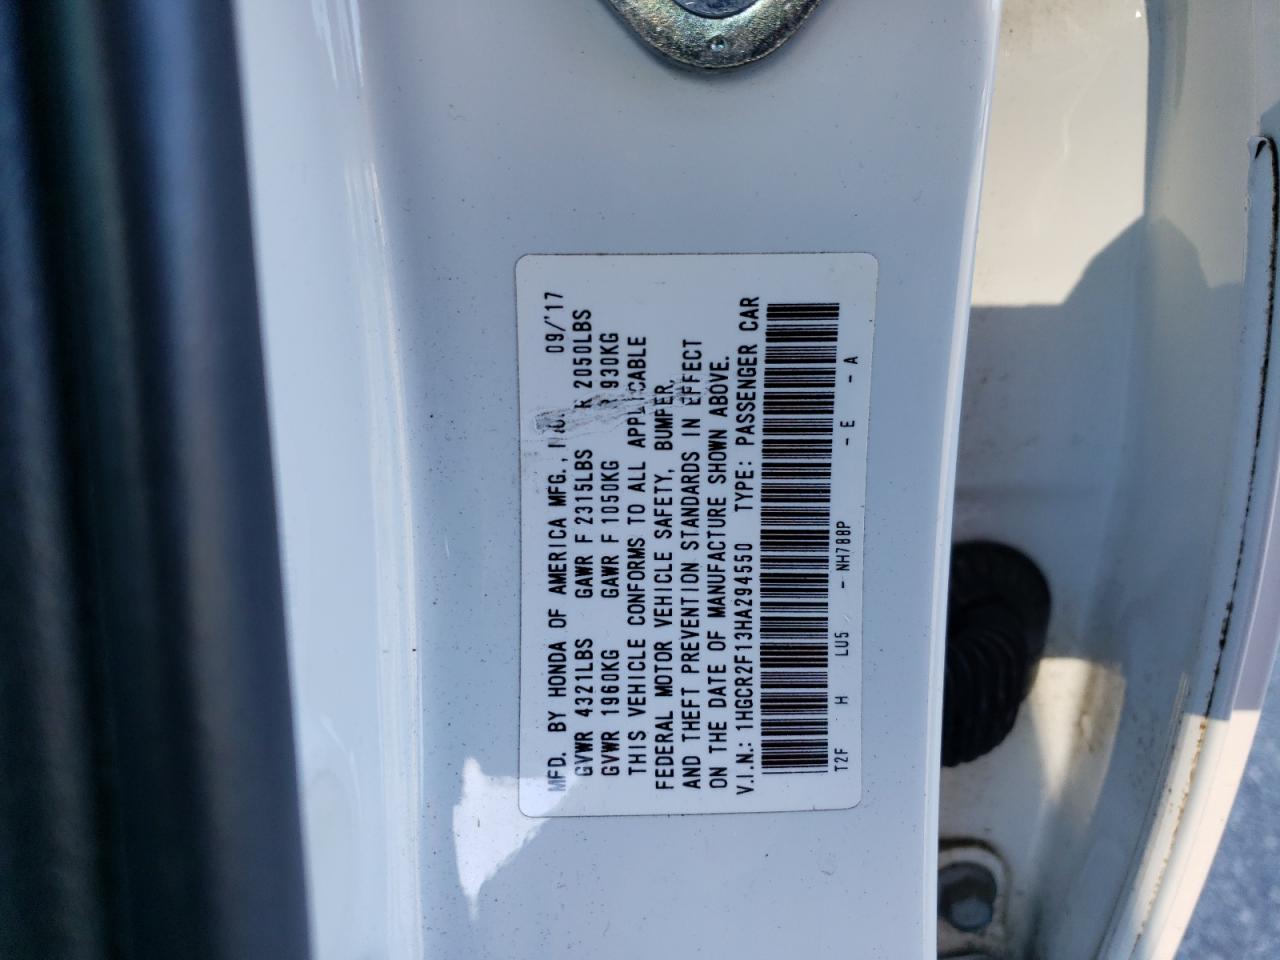 MFD. BY HONDA OF AMERICA MFG., 09/'17
GVWR 4321LBS GAWR F 2315LBS R 2050LBS
GVWR 1960KG GAWR F 1050KG 930KG
THIS VEHICLE CONFORMS TO ALL APPLICABLE
FEDERAL MOTOR VEHICLE SAFETY, BUMPER,
AND THEFT PREVENTION STANDARDS IN EFFECT
ON THE DATE OF MANUFACTURE SHOWN ABOVE.
V.I.N.: 1HGCR2F13HA294550 TYPE: PASSENGER CAR
T2F H LU5 - NH788P - E - A